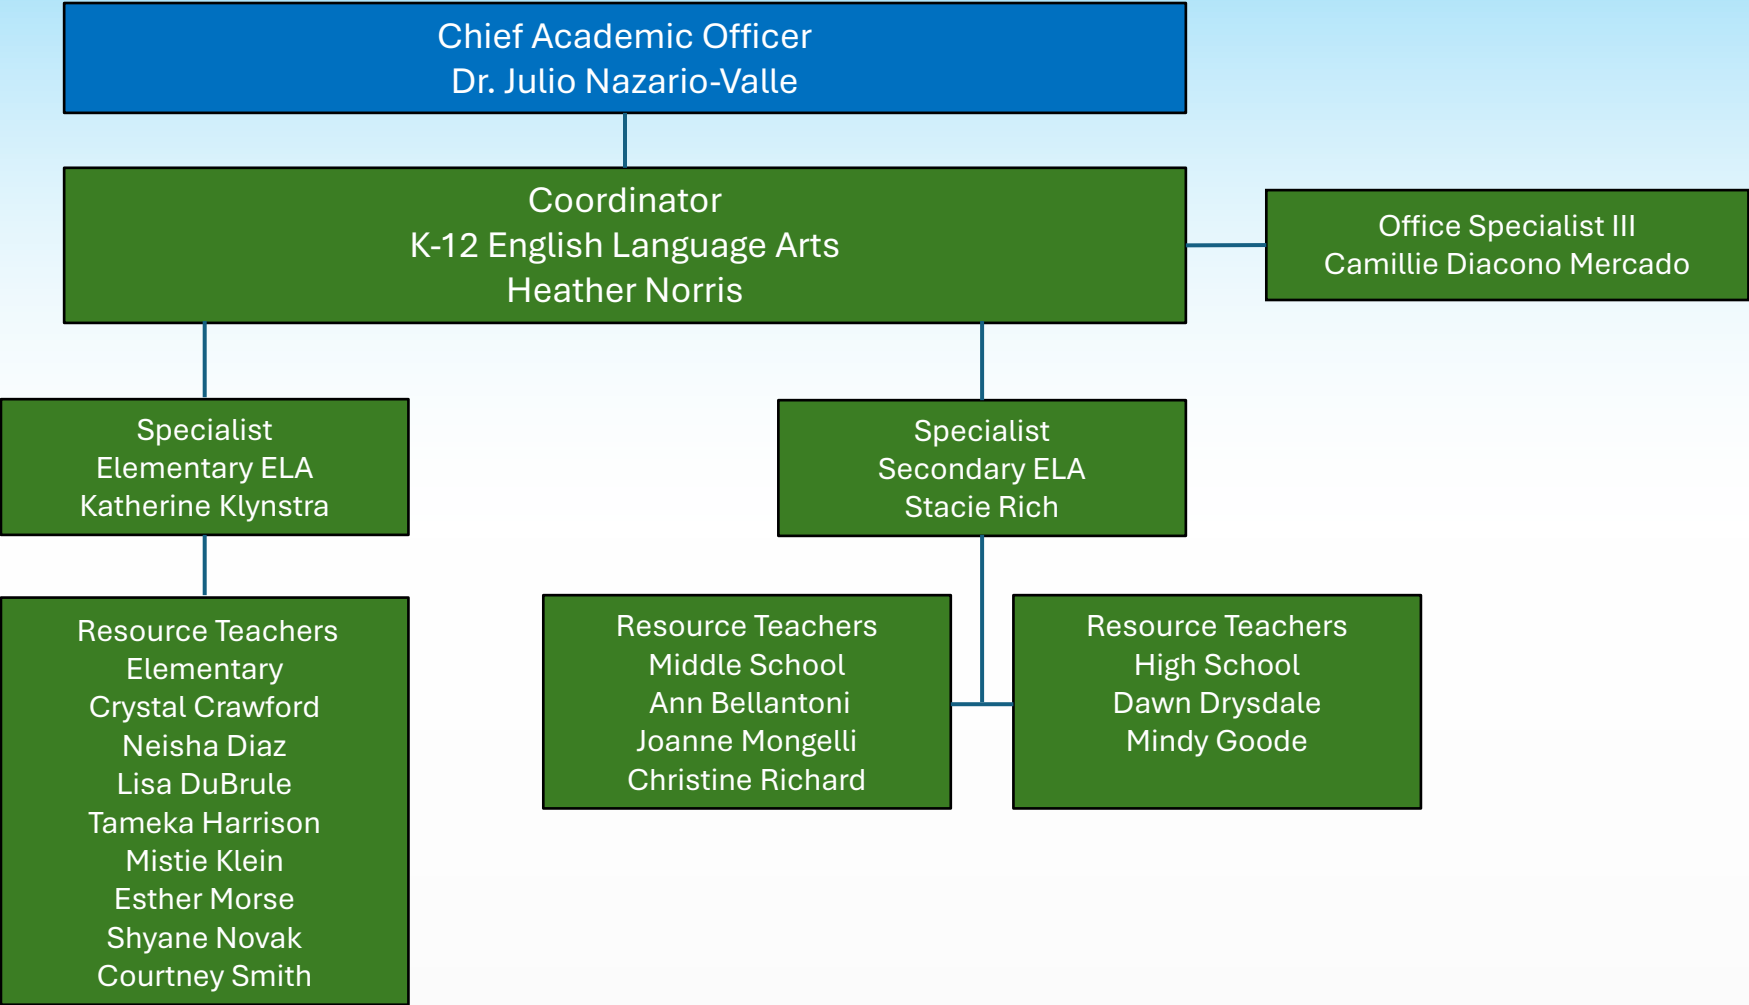 Chief Academic Officer
Dr. Julio Nazario-Valle
Coordinator
K-12 English Language Arts
Heather Norris
Office Specialist III
Camillie Diacono Mercado
Specialist
Elementary ELA
Katherine Klynstra
Specialist
Secondary ELA
Stacie Rich
Resource Teachers
Elementary
Crystal Crawford
Neisha Diaz
Lisa DuBrule
Tameka Harrison
Mistie Klein
Esther Morse
Shyane Novak
Courtney Smith
Resource Teachers
Middle School
Ann Bellantoni
Joanne Mongelli
Christine Richard
Resource Teachers
High School
Dawn Drysdale
Mindy Goode